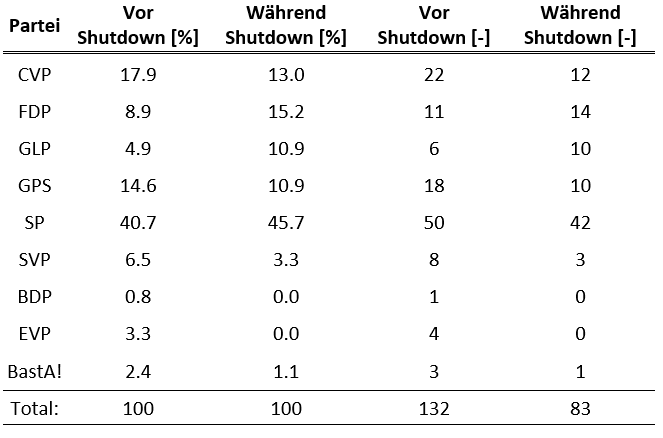 Partei Vor Shutdown [%] Während Shutdown [%] Vor Shutdown [-] Während Shutdown [-]
CVP 17.9 13.0 22 12
FDP 8.9 15.2 11 14
GLP 4.9 10.9 6 10
GPS 14.6 10.9 18 10
SP 40.7 45.7 50 42
SVP 6.5 3.3 8 3
BDP 0.8 0.0 1 0
EVP 3.3 0.0 4 0
BastA! 2.4 1.1 3 1
Total: 100 100 132 83